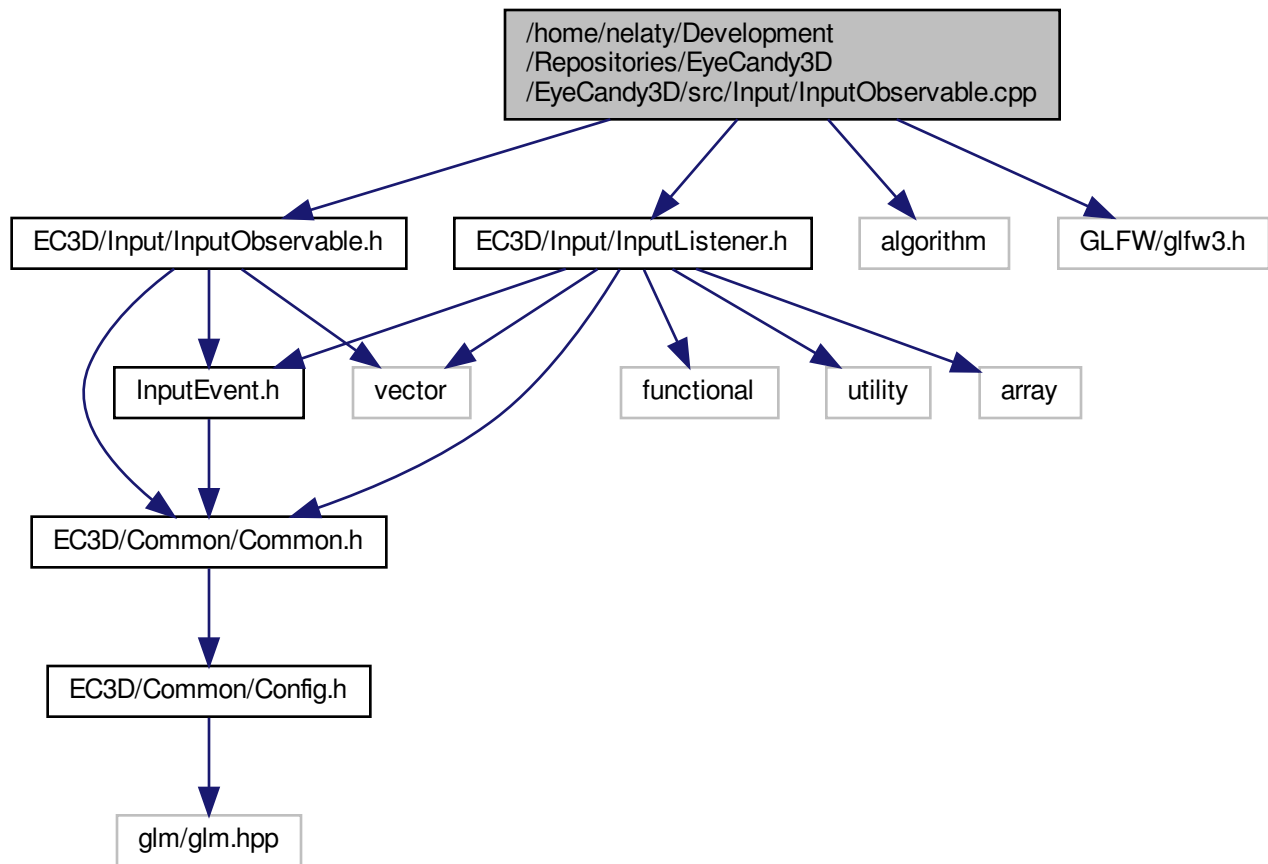 /home/nelaty/Development
/Repositories/EyeCandy3D
/EyeCandy3D/src/Input/InputObservable.cpp
EC3D/Input/InputObservable.h
EC3D/Input/InputListener.h
algorithm
GLFW/glfw3.h
InputEvent.h
vector
functional
utility
array
EC3D/Common/Common.h
EC3D/Common/Config.h
glm/glm.hpp